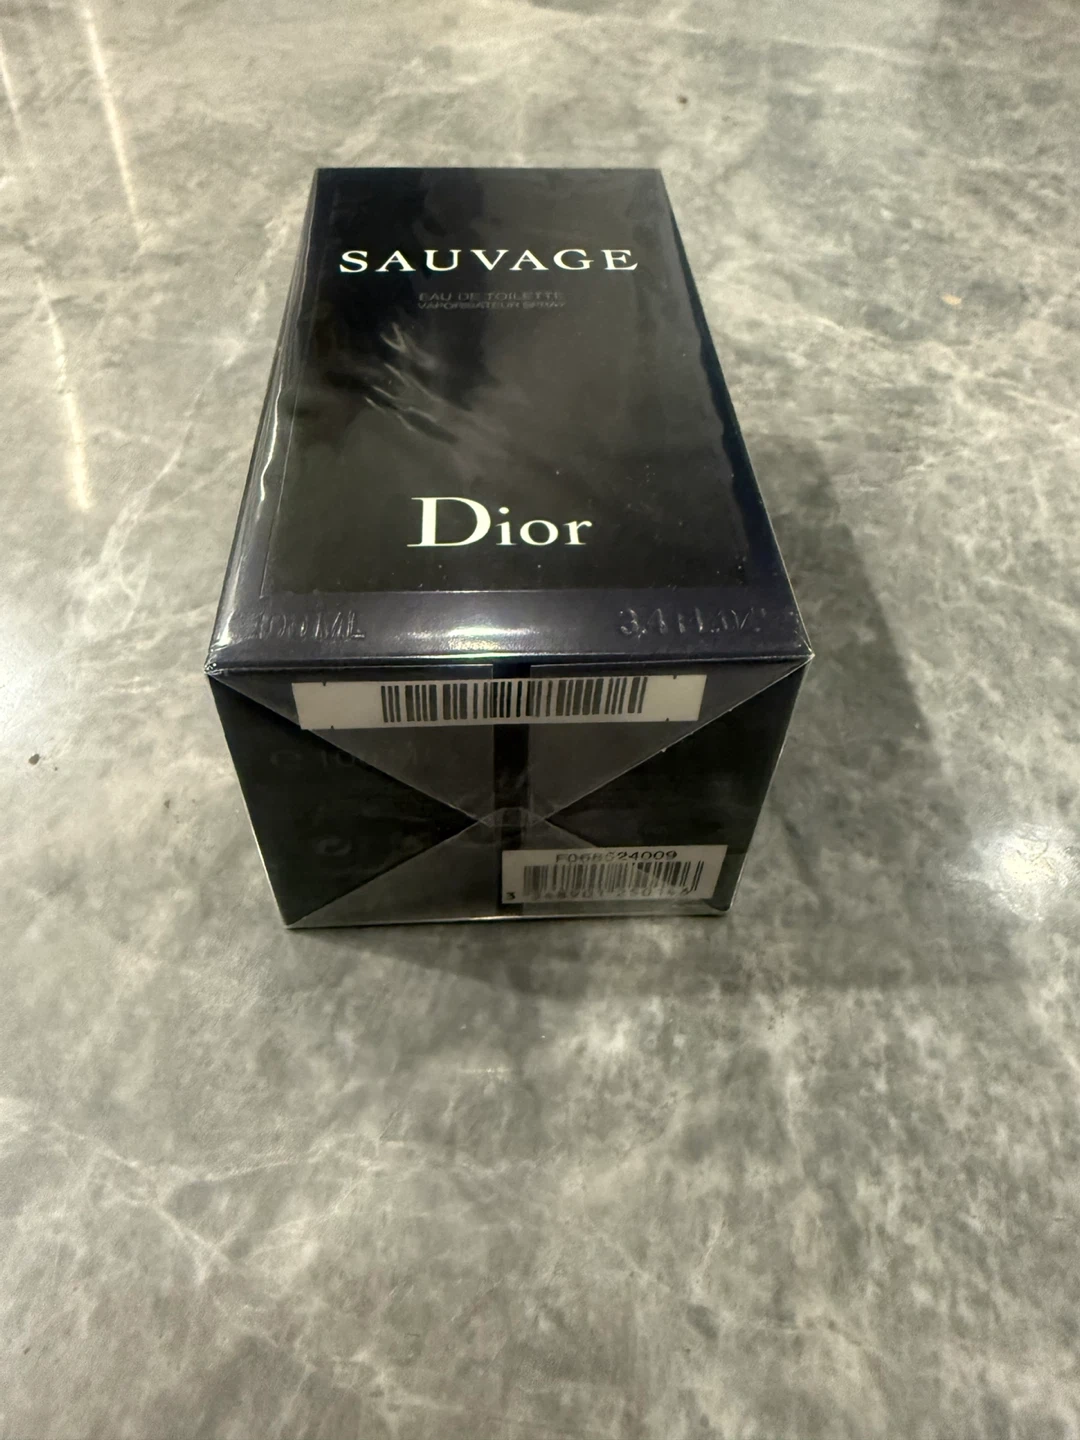 SAUVAGE
EAU DE TOILETTE
VAPORISATEUR SPRAY
Dior
100 ML 3.4 FL.OZ
F068524009